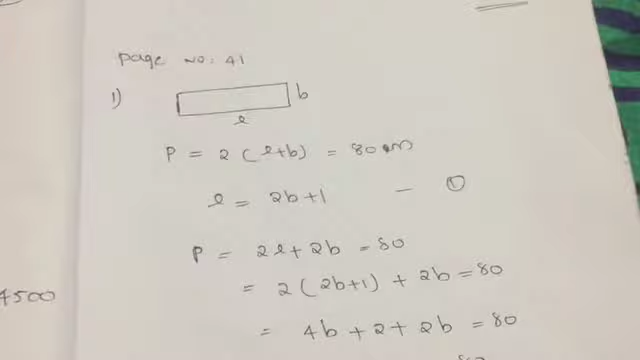 Page No: 41
1)
b
l
P = 2 (l+b) = 80 cm
l = 2b+1 — ①
P = 2l + 2b = 80
= 2(2b+1) + 2b = 80
4500
= 4b + 2 + 2b = 80